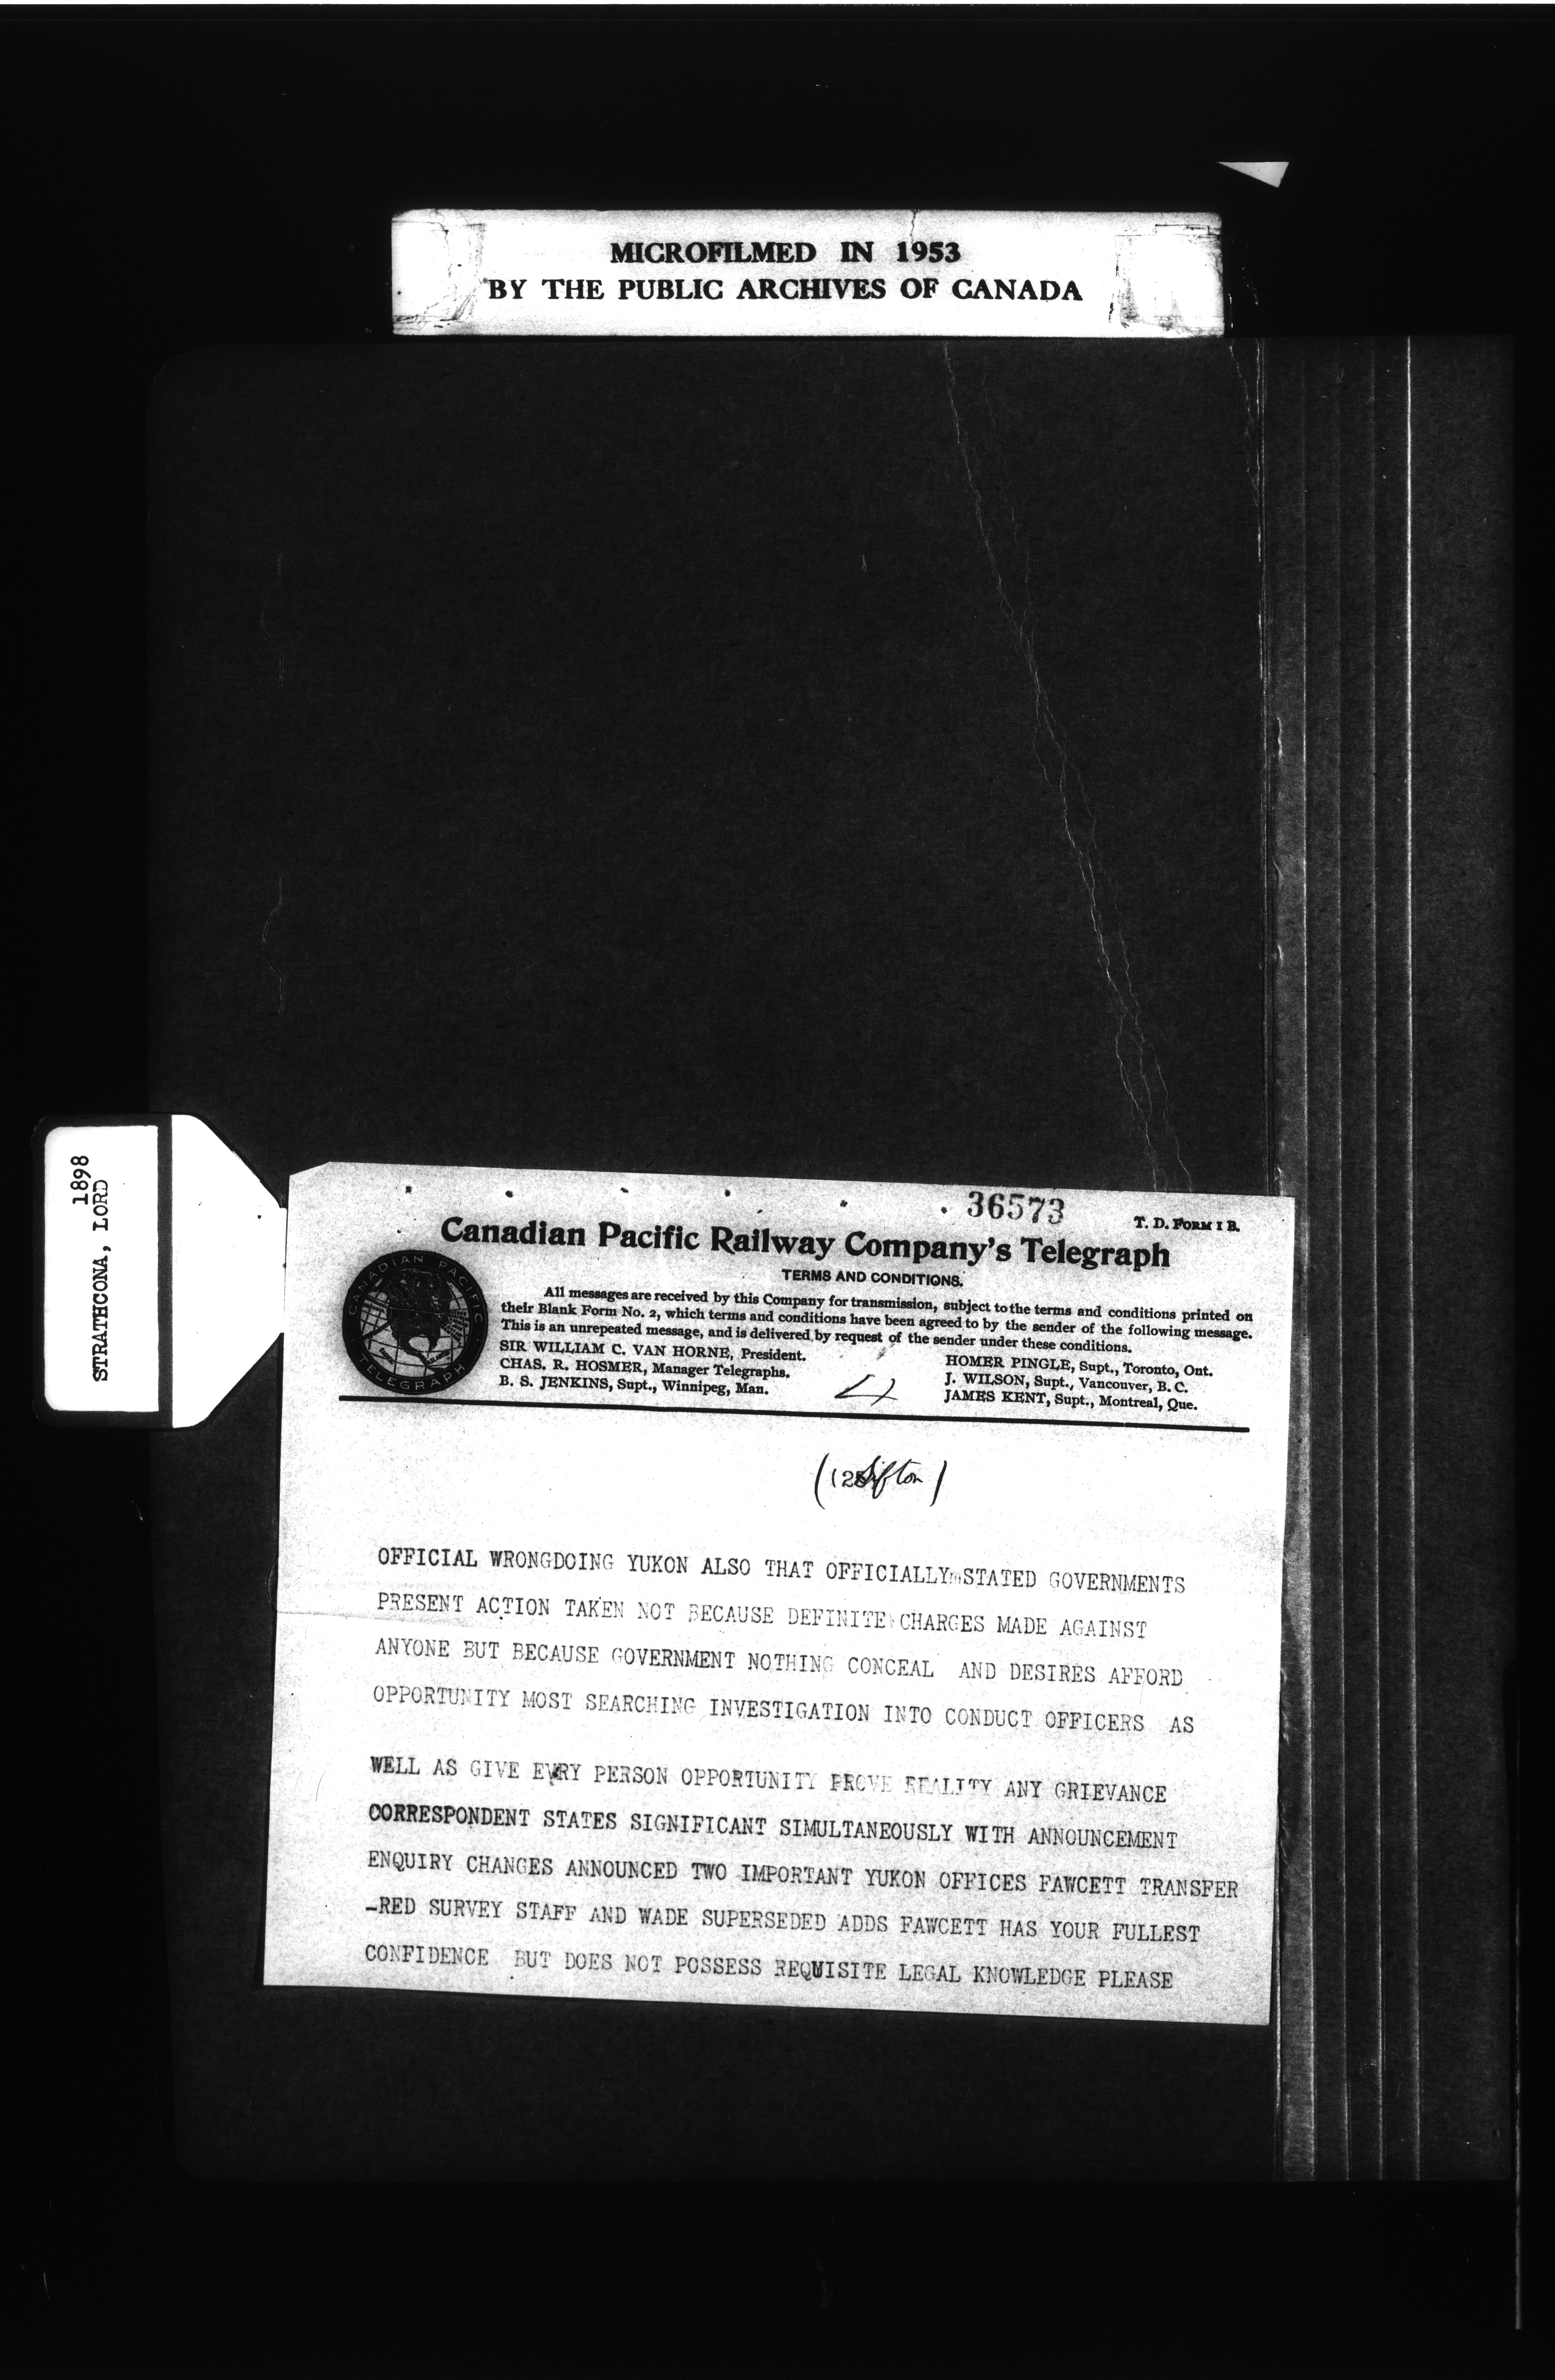 MICROFILMED IN 1953
BY THE PUBLIC ARCHIVES OF CANADA
1898
STRATHCONA, LORD
36573
T. D. FORM 1 B.
Canadian Pacific Railway Company's Telegraph
TERMS AND CONDITIONS.
CANADIAN PACIFIC
TELEGRAPH
All messages are received by this Company for transmission, subject to the terms and conditions printed on
their Blank Form No. 2, which terms and conditions have been agreed to by the sender of the following message.
This is an unrepeated message, and is delivered by request of the sender under these conditions.
SIR WILLIAM C. VAN HORNE, President.
CHAS. R. HOSMER, Manager Telegraphs.
B. S. JENKINS, Supt., Winnipeg, Man.
HOMER PINGLE, Supt., Toronto, Ont.
J. WILSON, Supt., Vancouver, B. C.
JAMES KENT, Supt., Montreal, Que.
4
Sifton)
OFFICIAL WRONGDOING YUKON ALSO THAT OFFICIALLY STATED GOVERNMENTS
PRESENT ACTION TAKEN NOT BECAUSE DEFINITE CHARGES MADE AGAINST
ANYONE BUT BECAUSE GOVERNMENT NOTHING CONCEAL AND DESIRES AFFORD
OPPORTUNITY MOST SEARCHING INVESTIGATION INTO CONDUCT OFFICERS AS
WELL AS GIVE EVRY PERSON OPPORTUNITY PROVE REALITY ANY GRIEVANCE
CORRESPONDENT STATES SIGNIFICANT SIMULTANEOUSLY WITH ANNOUNCEMENT
ENQUIRY CHANGES ANNOUNCED TWO IMPORTANT YUKON OFFICES FAWCETT TRANSFER
-RED SURVEY STAFF AND WADE SUPERSEDED ADDS FAWCETT HAS YOUR FULLEST
CONFIDENCE BUT DOES NOT POSSESS REQUISITE LEGAL KNOWLEDGE PLEASE